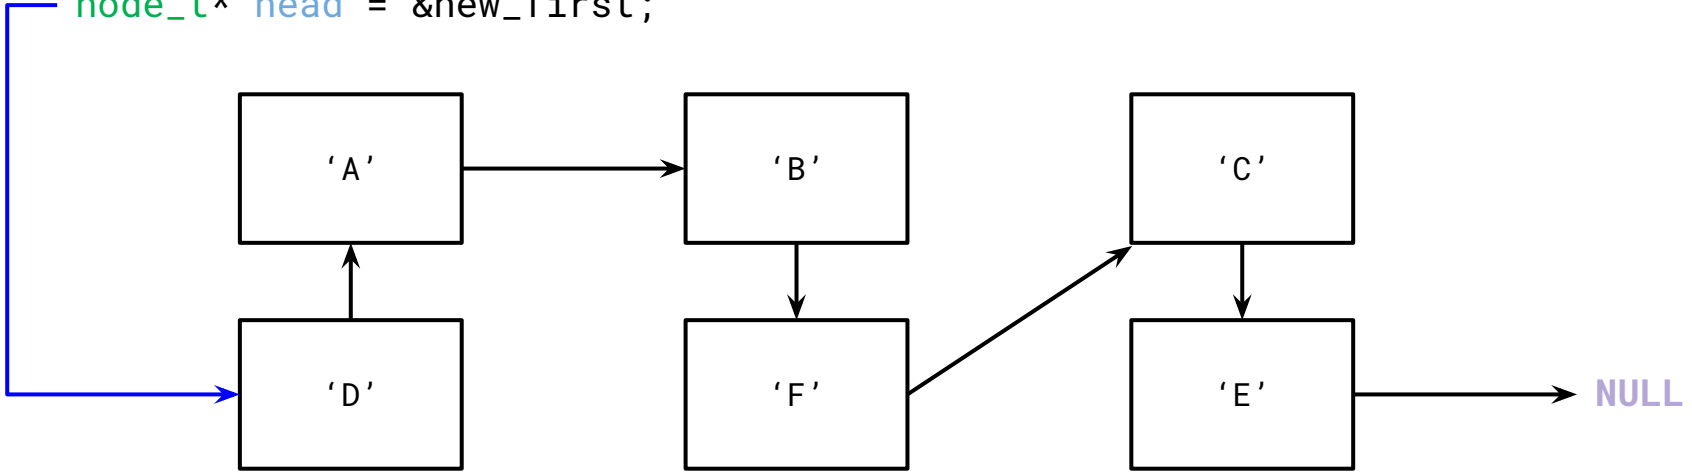 node_t* head = &new_first;
‘A’ ‘B’ ‘C’
‘D’ ‘F’ ‘E’ NULL